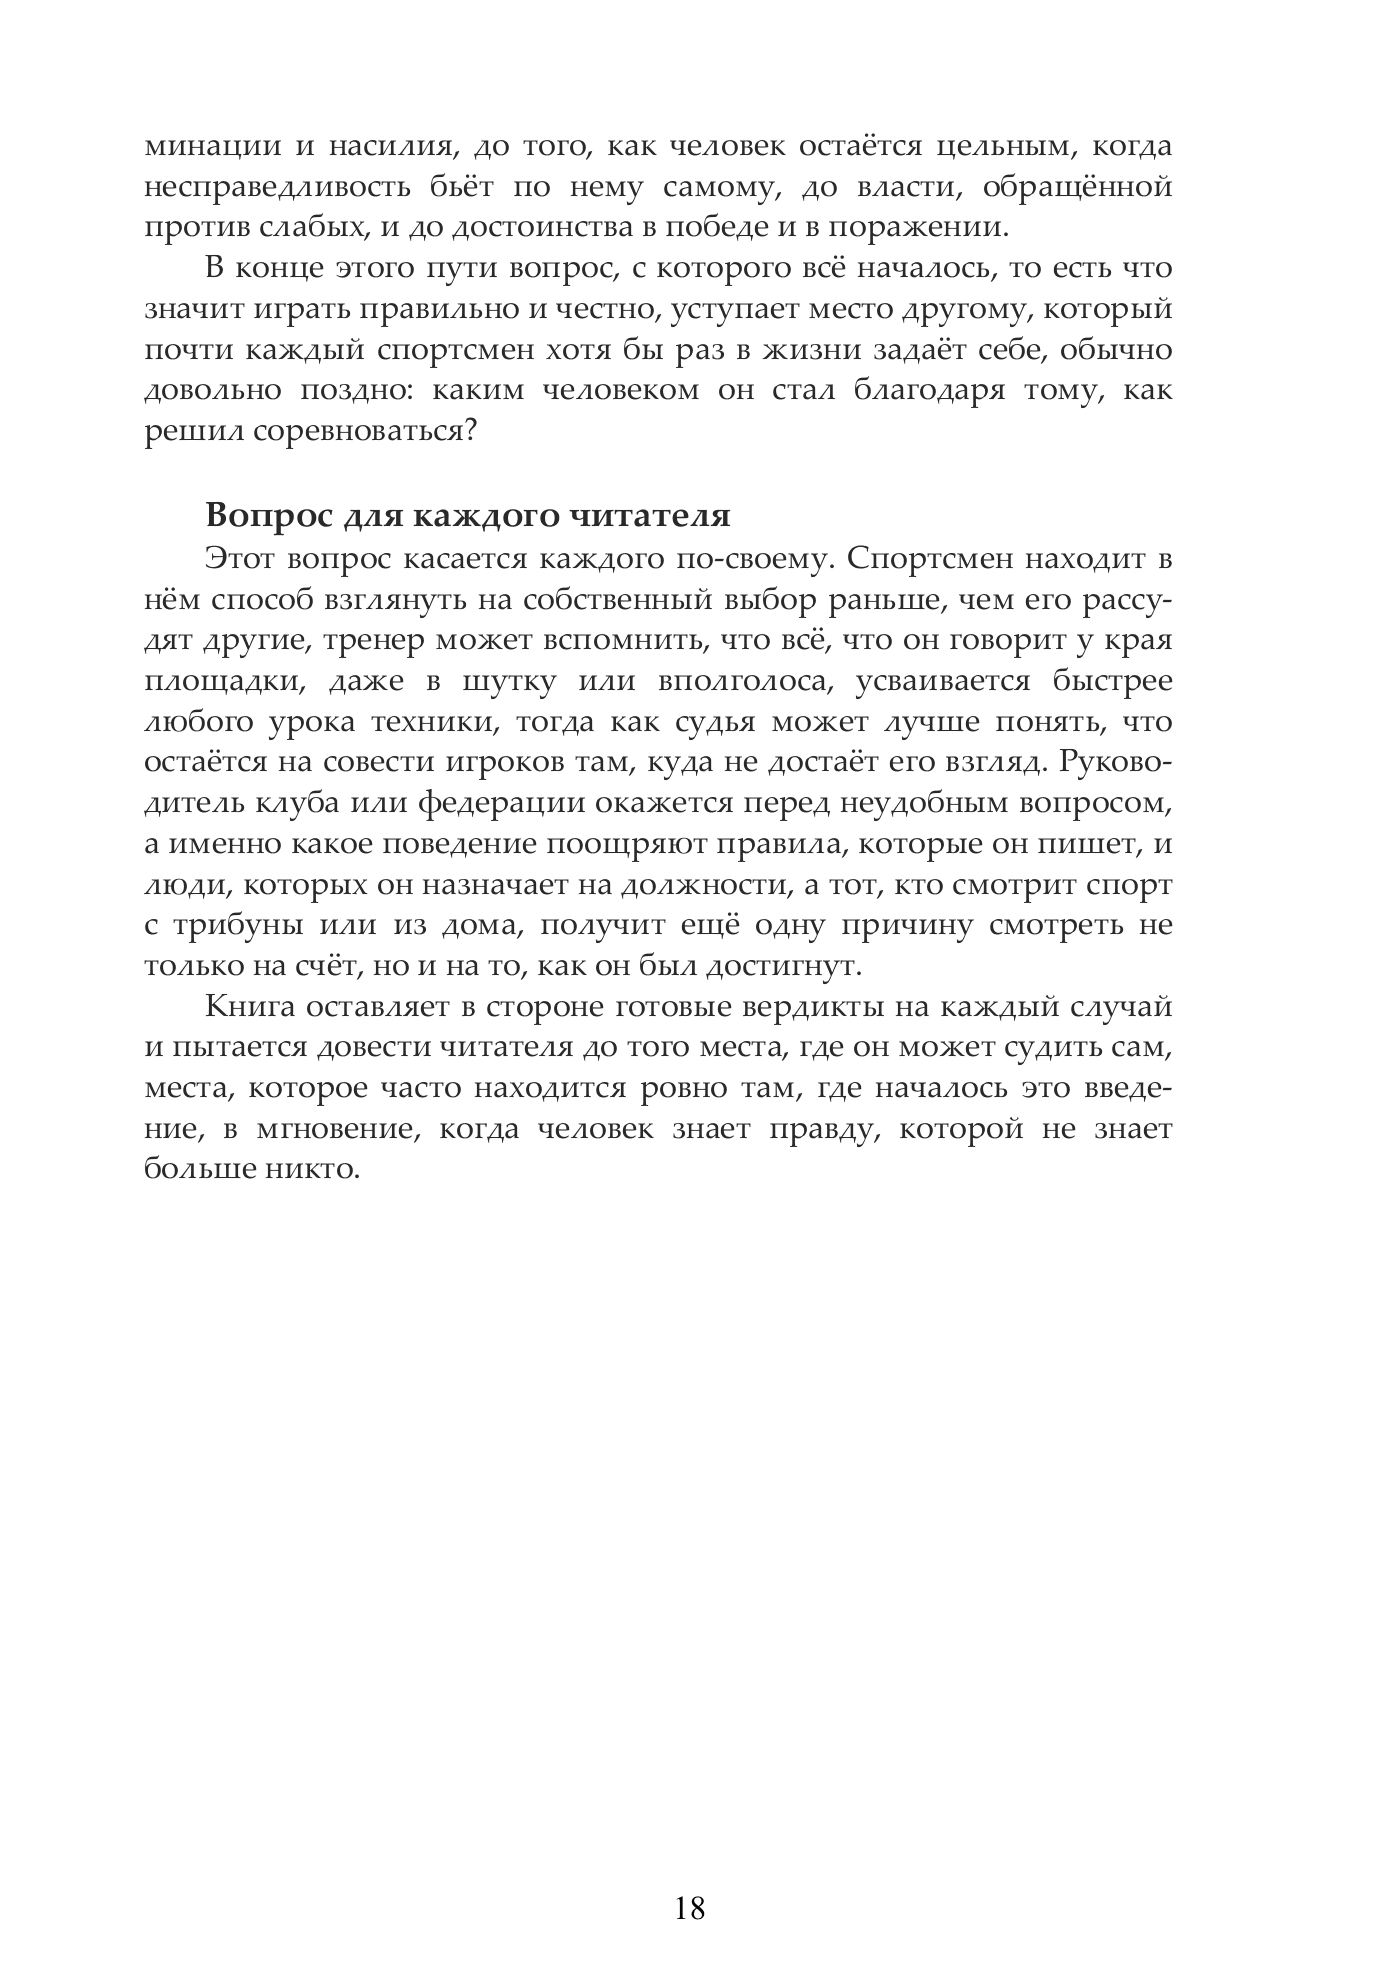 минации и насилия, до того, как человек остаётся цельным, когда
несправедливость бьёт по нему самому, до власти, обращённой
против слабых, и до достоинства в победе и в поражении.
В конце этого пути вопрос, с которого всё началось, то есть что
значит играть правильно и честно, уступает место другому, который
почти каждый спортсмен хотя бы раз в жизни задаёт себе, обычно
довольно поздно: каким человеком он стал благодаря тому, как
решил соревноваться?
Вопрос для каждого читателя
Этот вопрос касается каждого по-своему. Спортсмен находит в
нём способ взглянуть на собственный выбор раньше, чем его рассу-
дят другие, тренер может вспомнить, что всё, что он говорит у края
площадки, даже в шутку или вполголоса, усваивается быстрее
любого урока техники, тогда как судья может лучше понять, что
остаётся на совести игроков там, куда не достаёт его взгляд. Руково-
дитель клуба или федерации окажется перед неудобным вопросом,
а именно какое поведение поощряют правила, которые он пишет, и
люди, которых он назначает на должности, а тот, кто смотрит спорт
с трибуны или из дома, получит ещё одну причину смотреть не
только на счёт, но и на то, как он был достигнут.
Книга оставляет в стороне готовые вердикты на каждый случай
и пытается довести читателя до того места, где он может судить сам,
места, которое часто находится ровно там, где началось это введе-
ние, в мгновение, когда человек знает правду, которой не знает
больше никто.
18